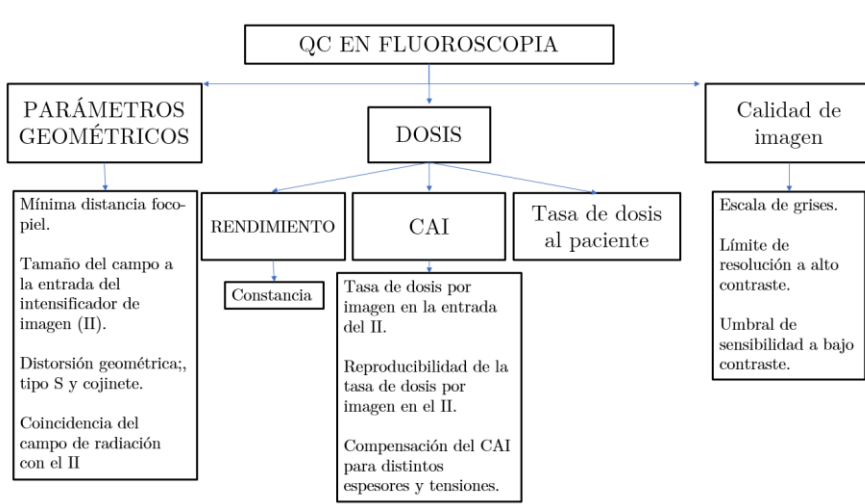 QC EN FLUOROSCOPIA
PARÁMETROS
GEOMÉTRICOS
Mínima distancia foco-
piel.
Tamaño del campo a
la entrada del
intensificador de
imagen (II).
Distorsión geométrica;,
tipo S y cojinete.
Coincidencia del
campo de radiación
con el II
DOSIS
RENDIMIENTO
Constancia
CAI
Tasa de dosis por
imagen en la entrada
del II.
Reproducibilidad de la
tasa de dosis por
imagen en el II.
Compensación del CAI
para distintos
espesores y tensiones.
Tasa de dosis
al paciente
Calidad de
imagen
Escala de grises.
Límite de
resolución a alto
contraste.
Umbral de
sensibilidad a bajo
contraste.